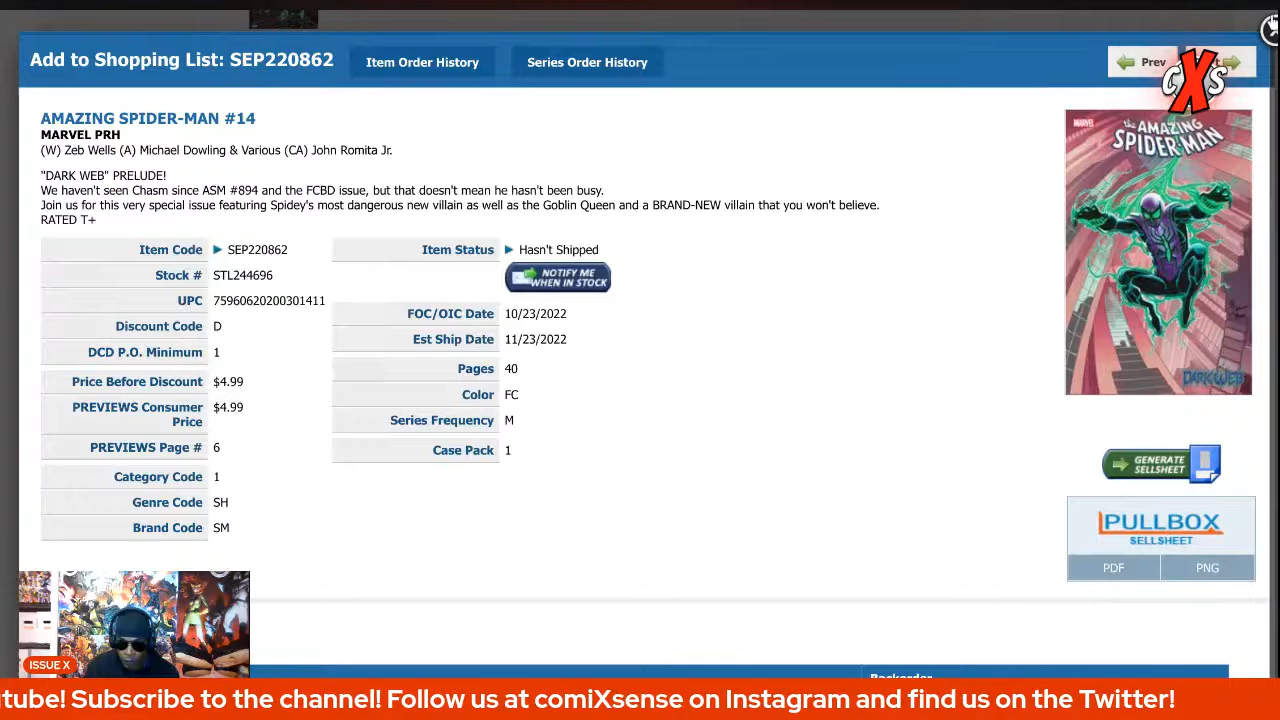 Add to Shopping List: SEP220862
Item Order History
Series Order History
Prev
cXs
AMAZING SPIDER-MAN #14
MARVEL PRH
(W) Zeb Wells (A) Michael Dowling & Various (CA) John Romita Jr.
"DARK WEB" PRELUDE!
We haven't seen Chasm since ASM #894 and the FCBD issue, but that doesn't mean he hasn't been busy.
Join us for this very special issue featuring Spidey's most dangerous new villain as well as the Goblin Queen and a BRAND-NEW villain that you won't believe.
RATED T+
Item Code SEP220862
Stock # STL244696
UPC 75960620200301411
Discount Code D
DCD P.O. Minimum 1
Price Before Discount $4.99
PREVIEWS Consumer Price $4.99
PREVIEWS Page # 6
Category Code 1
Genre Code SH
Brand Code SM
Item Status Hasn't Shipped
NOTIFY ME
WHEN IN STOCK
FOC/OIC Date 10/23/2022
Est Ship Date 11/23/2022
Pages 40
Color FC
Series Frequency M
Case Pack 1
MARVEL
the AMAZING
SPIDER-MAN
DARK WEB
GENERATE
SELLSHEET
PULLBOX
SELLSHEET
PDF
PNG
ISSUE X
Backorder
tube! Subscribe to the channel! Follow us at comiXsense on Instagram and find us on the Twitter!